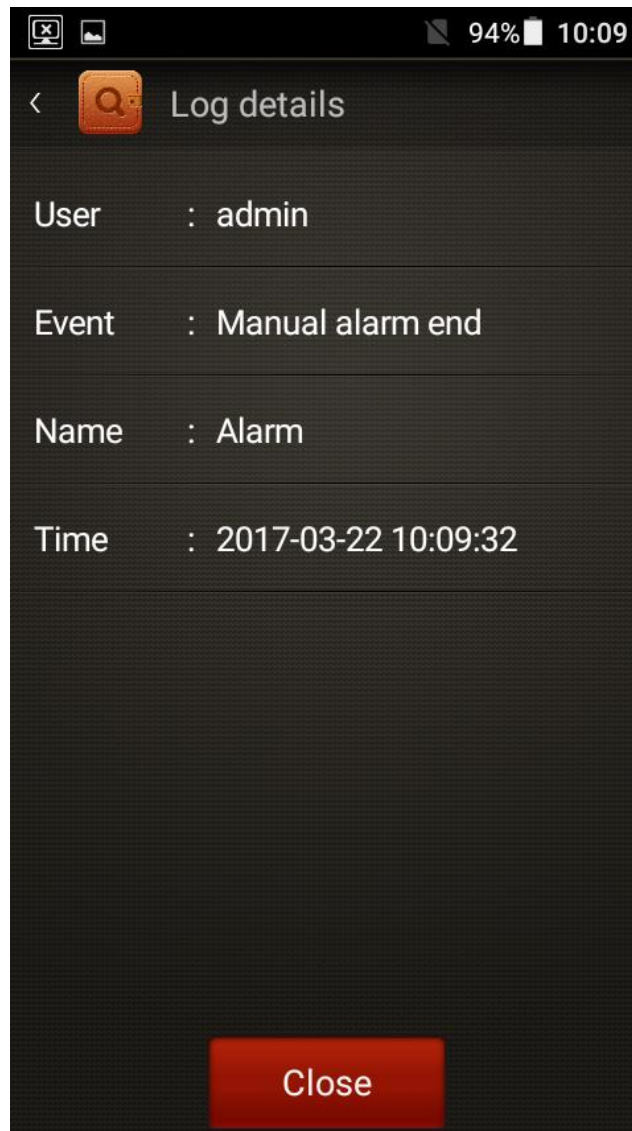 94% 10:09
Log details
User : admin
Event : Manual alarm end
Name : Alarm
Time : 2017-03-22 10:09:32
Close